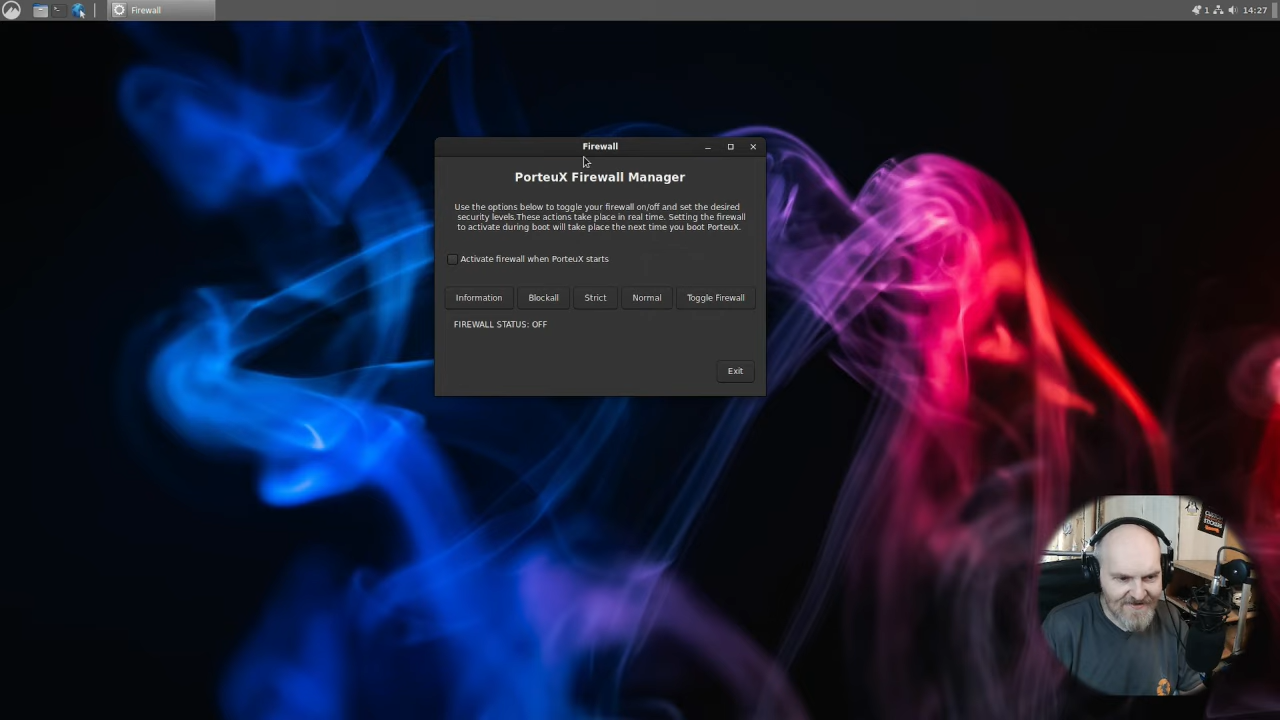 Firewall
1
14:27
Firewall
PorteuX Firewall Manager
Use the options below to toggle your firewall on/off and set the desired
security levels.These actions take place in real time. Setting the firewall
to activate during boot will take place the next time you boot PorteuX.
Activate firewall when PorteuX starts
Information
Blockall
Strict
Normal
Toggle Firewall
FIREWALL STATUS: OFF
Exit